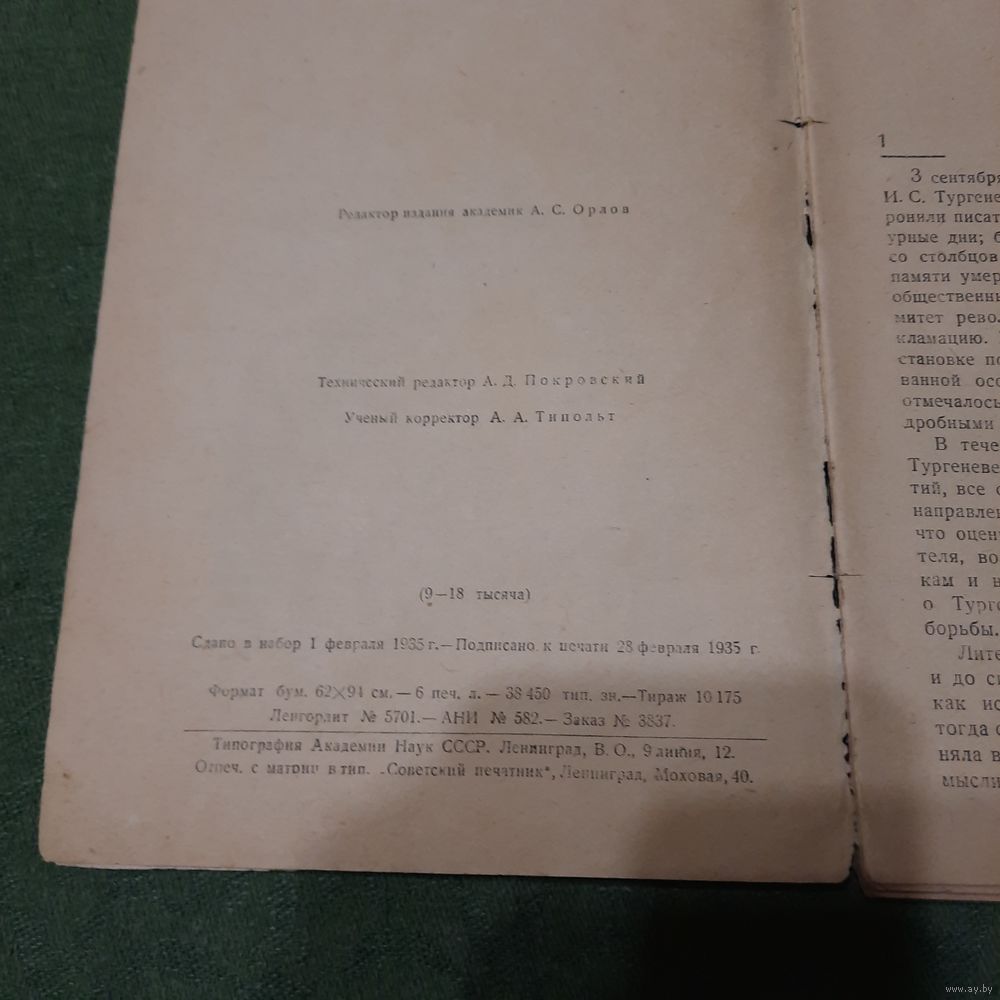 Редактор издания академик А. С. Орлов
Технический редактор А. Д. Покровский
Ученый корректор А. А. Типольт
(9—18 тысяча)
Сдано в набор 1 февраля 1935 г.—Подписано к печати 28 февраля 1935 г.
Формат бум. 62×94 см.—6 печ. л.—38 450 тип. зн.—Тираж 10 175
Ленгорлит № 5701.—АНИ № 582.—Заказ № 3837.
Типография Академии Наук СССР. Ленинград, В. О., 9 линия, 12.
Отпеч. с матриц в тип. „Советский печатник“, Ленинград, Моховая, 40.
1
3 сентября
И. С. Тургене
ронили писат
урные дни; б
со столбцов
памяти умер
общественны
митет рево
кламацию.
становке по
ванной осо
отмечалось
дробными
В тече
Тургеневе
тий, все с
направлен
что оцен
теля, во
кам и н
о Турге
борьбы.
Лите
и до си
как ис
тогда с
няла в
мысли
www.ay.by